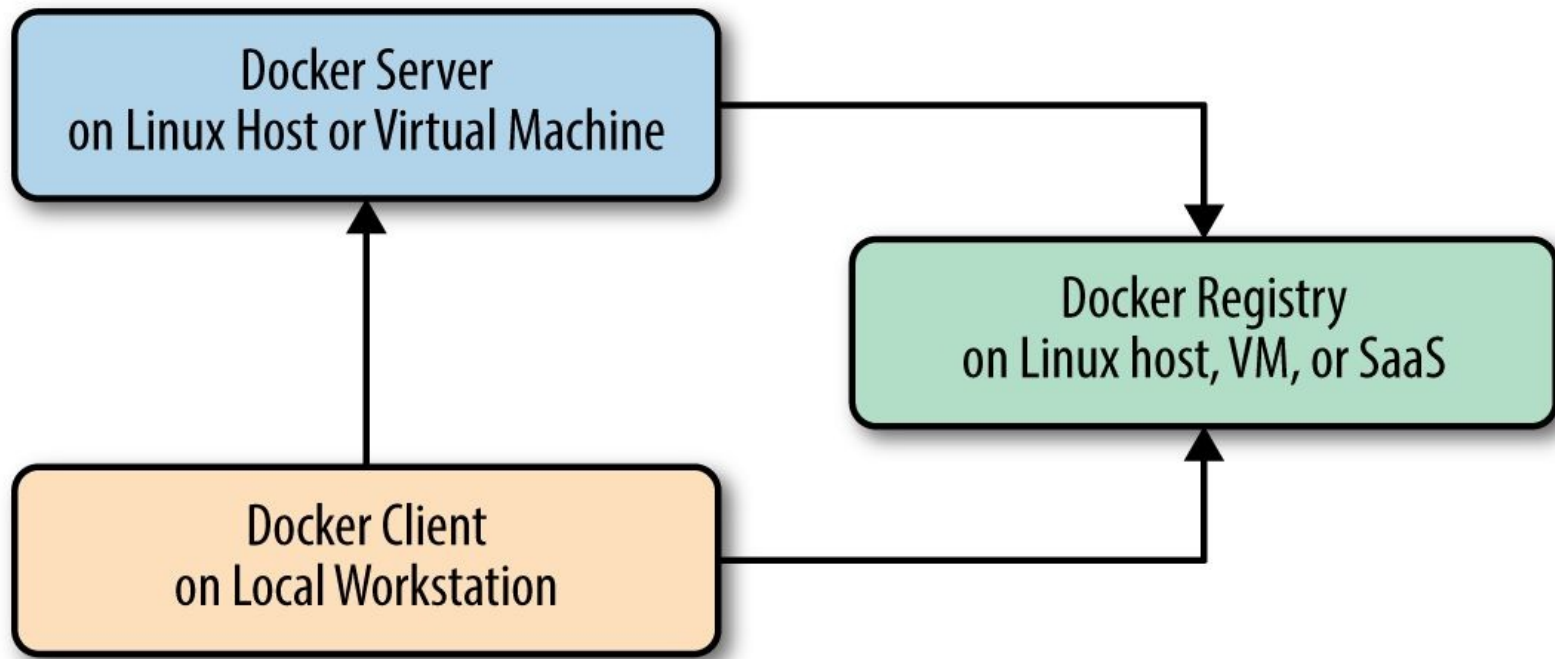 Docker Server
on Linux Host or Virtual Machine
Docker Registry
on Linux host, VM, or SaaS
Docker Client
on Local Workstation